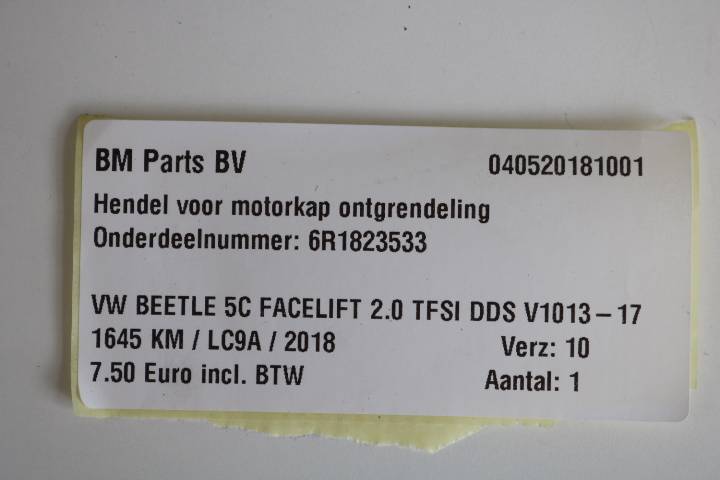 BM Parts BV 040520181001
Hendel voor motorkap ontgrendeling
Onderdeelnummer: 6R1823533
VW BEETLE 5C FACELIFT 2.0 TFSI DDS V1013-17
1645 KM / LC9A / 2018 Verz: 10
7.50 Euro incl. BTW Aantal: 1